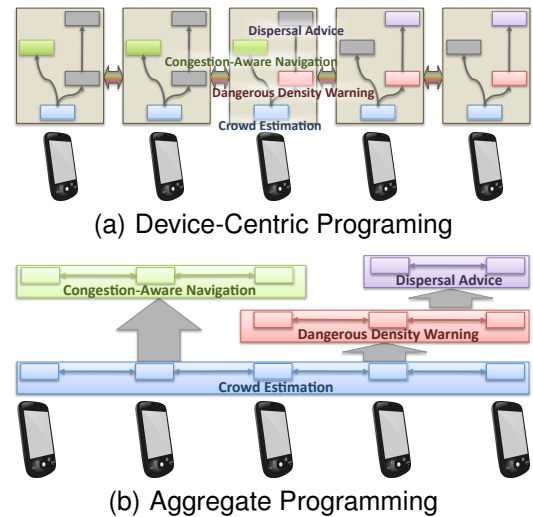 Dispersal Advice
Congestion-Aware Navigation
Dangerous Density Warning
Crowd Estimation
(a) Device-Centric Programing
Congestion-Aware Navigation
Dispersal Advice
Dangerous Density Warning
Crowd Estimation
(b) Aggregate Programming